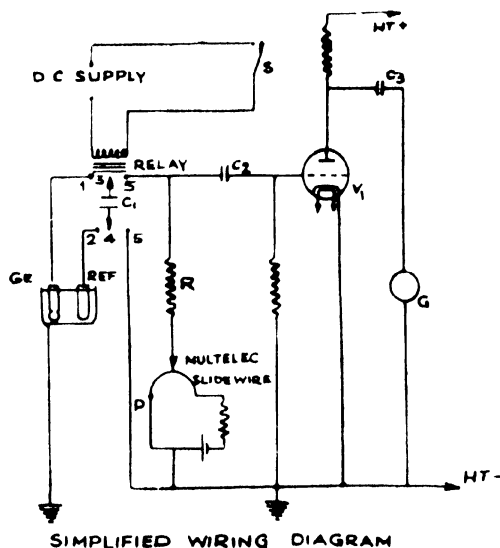 HT+
DC SUPPLY
S
C3
RELAY
C2
1 3 5
C1
V1
2 4 5
GE REF
R
G
MULTELEC
SLIDEWIRE
P
HT-
SIMPLIFIED WIRING DIAGRAM